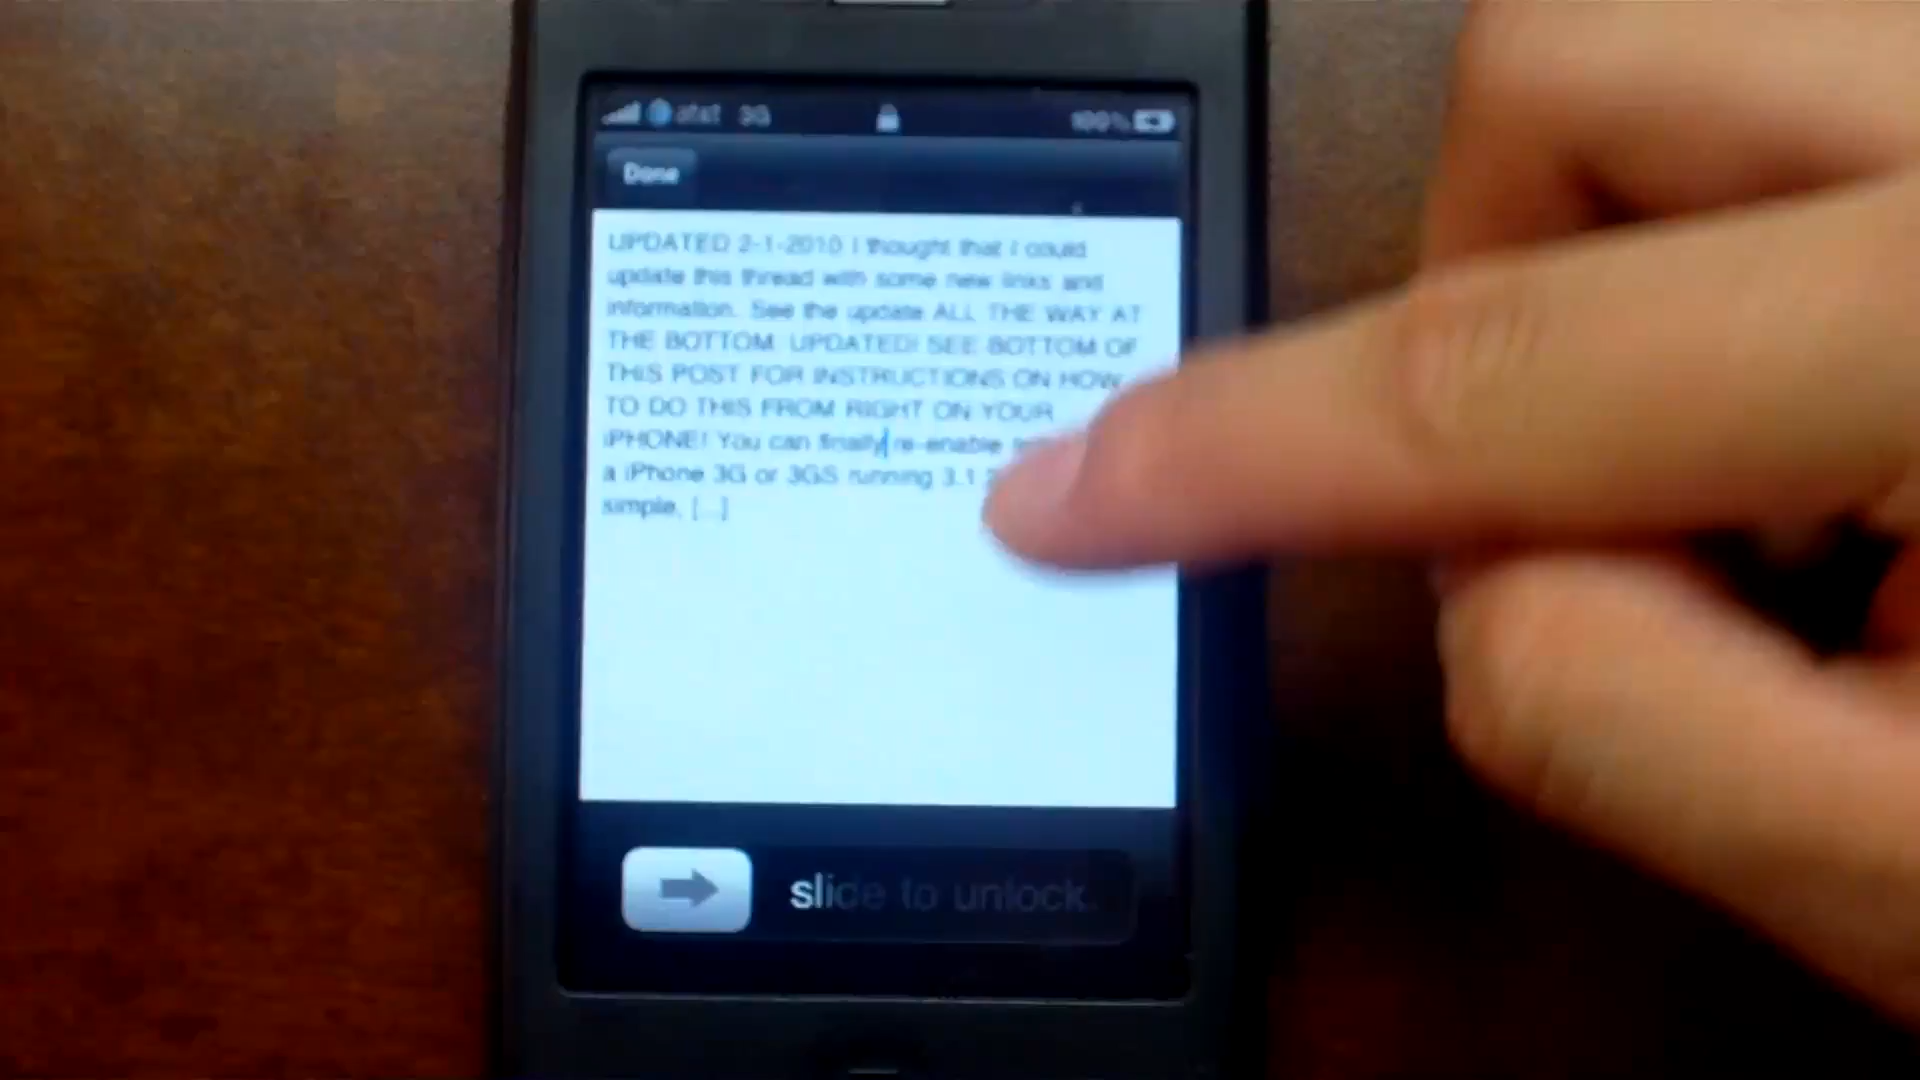 at&t 3G 100%
Done
UPDATED 2-1-2010 I thought that I could
update this thread with some new links and
information. See the update ALL THE WAY AT
THE BOTTOM. UPDATED! SEE BOTTOM OF
THIS POST FOR INSTRUCTIONS ON HOW
TO DO THIS FROM RIGHT ON YOUR
iPHONE! You can finally re-enable
a iPhone 3G or 3GS running 3.1
simple, [...]
slide to unlock